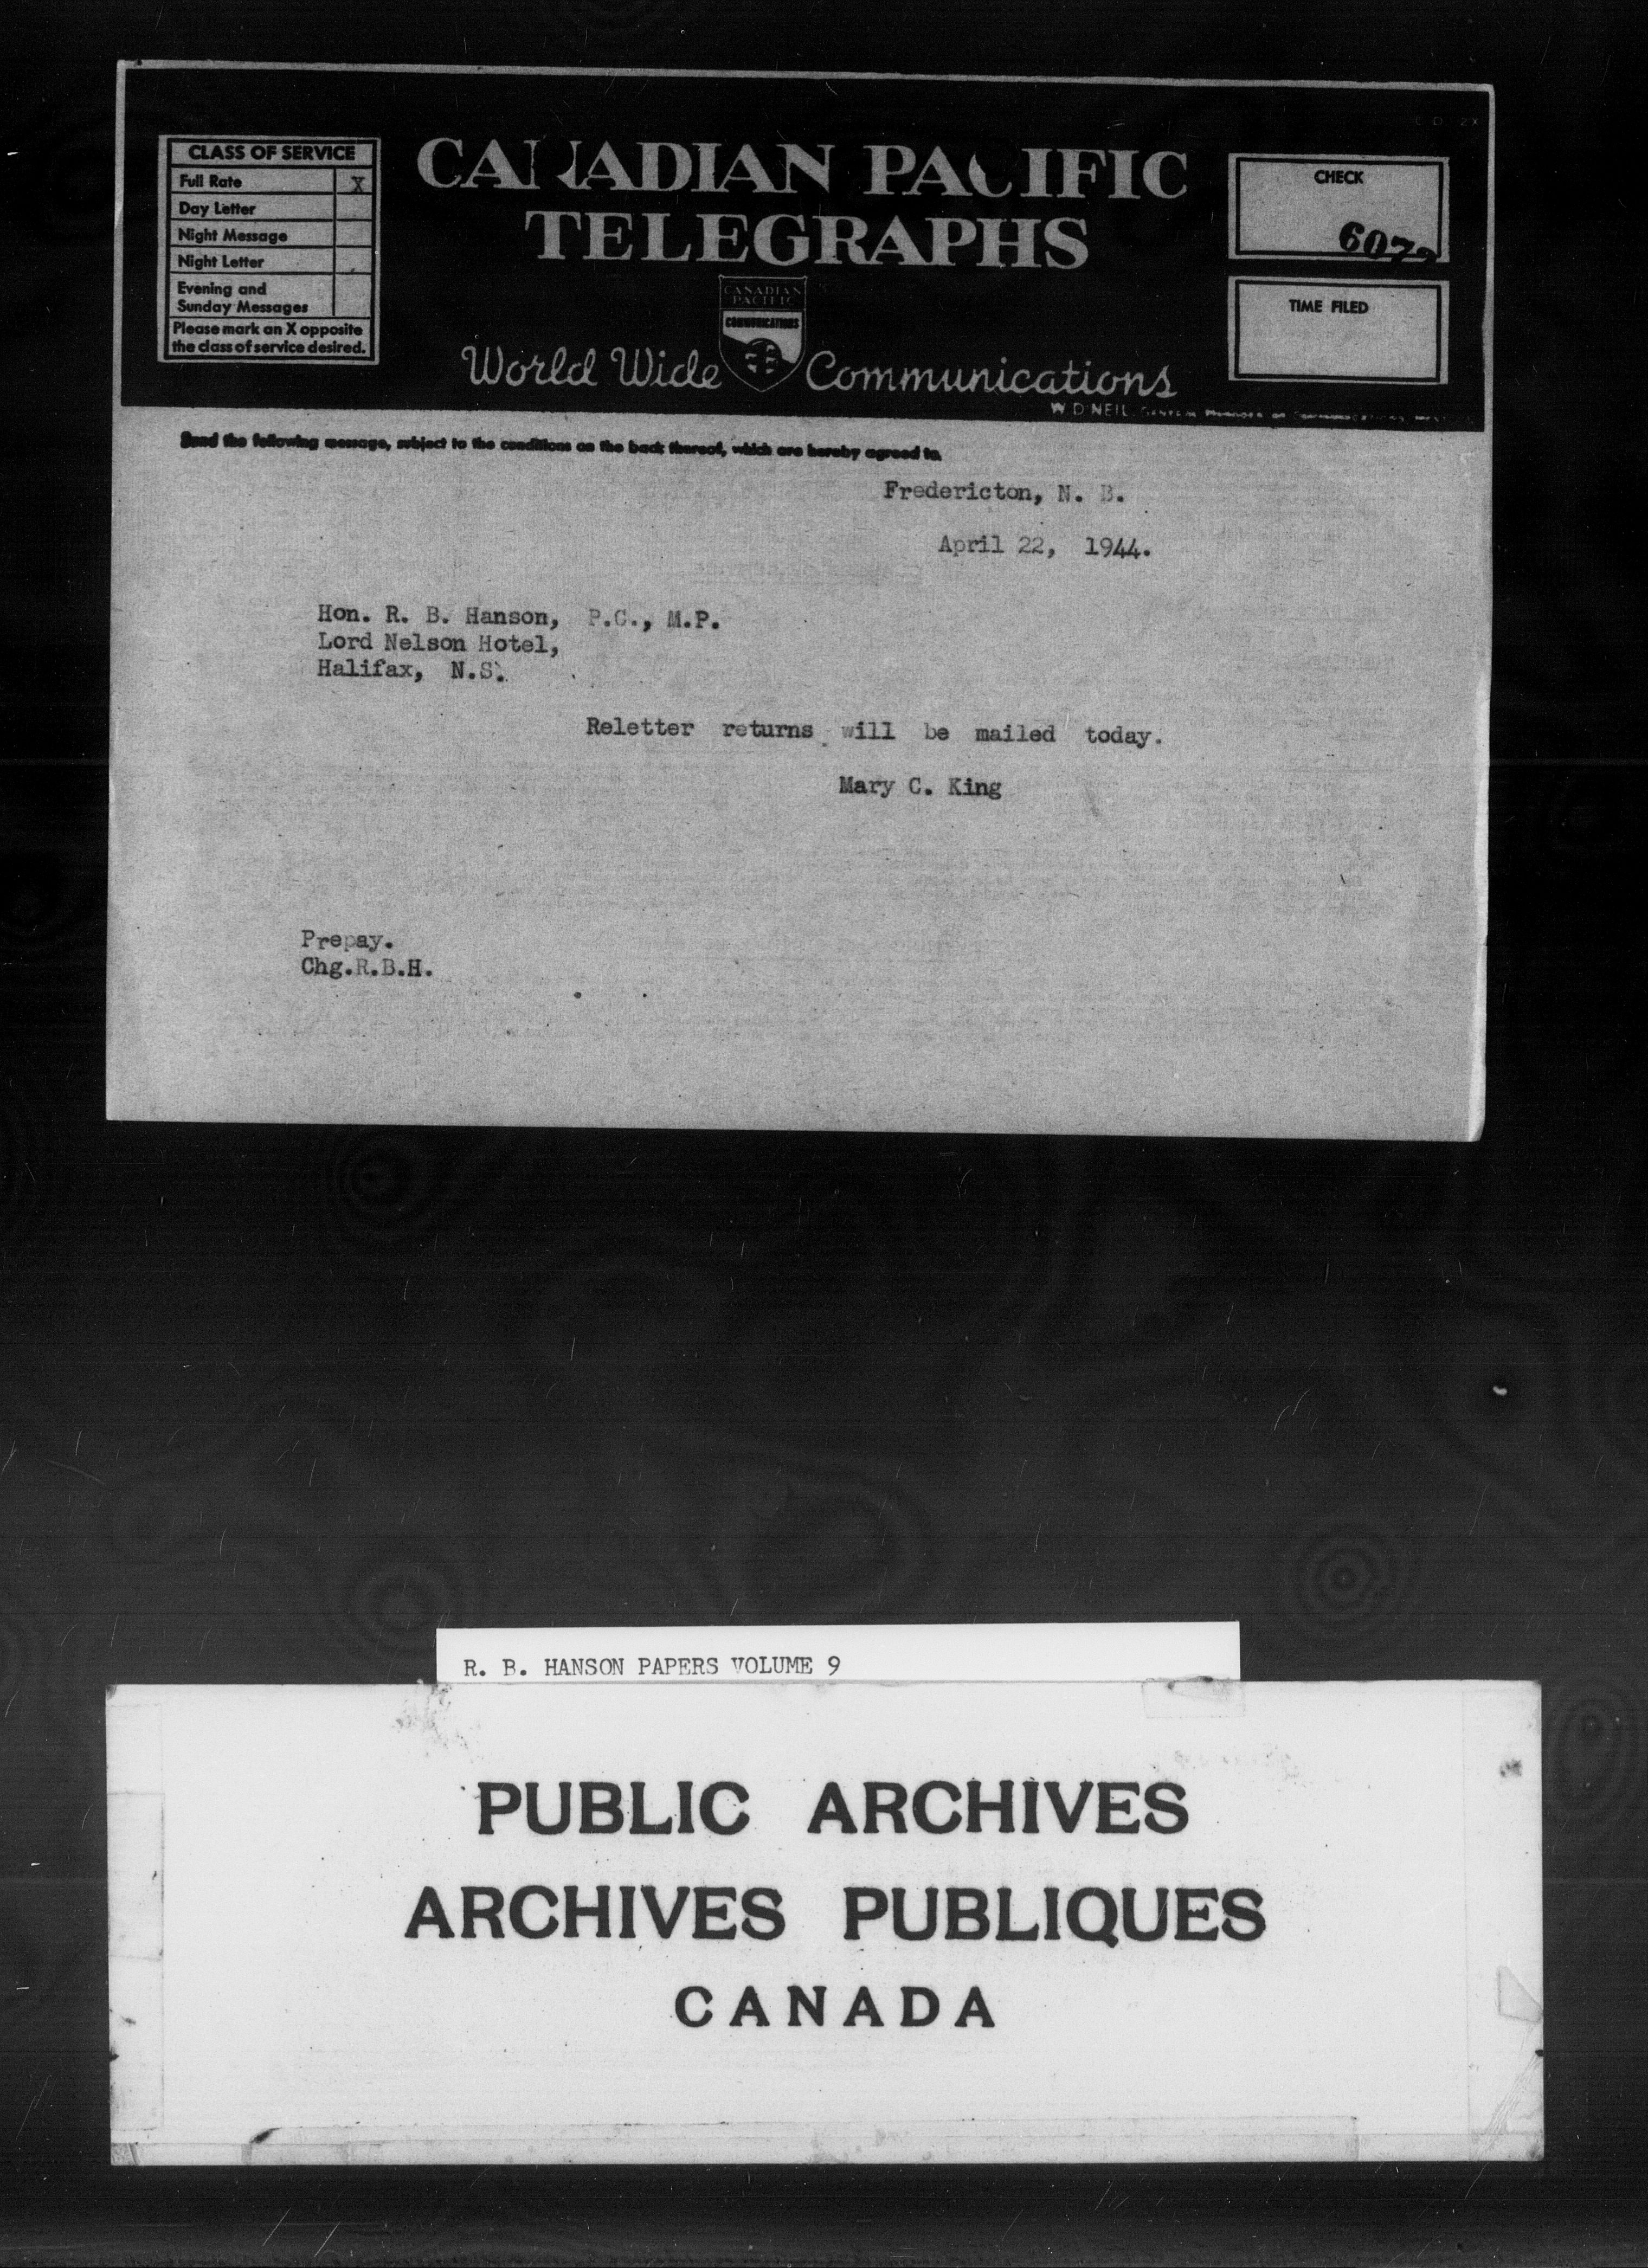 CLASS OF SERVICE
Full Rate X
Day Letter
Night Message
Night Letter
Evening and
Sunday Messages
Please mark an X opposite
the class of service desired.
CANADIAN PACIFIC
TELEGRAPHS
CANADIAN
PACIFIC
COMMUNICATIONS
World Wide Communications
CHECK
TIME FILED
W. D. NEIL,
Send the following message, subject to the conditions on the back thereof, which are hereby agreed to.
Fredericton, N. B.
April 22, 1944.
Hon. R. B. Hanson, P.C., M.P.
Lord Nelson Hotel,
Halifax, N.S.
Reletter returns will be mailed today.
Mary C. King
Prepay.
Chg.R.B.H.
R. B. HANSON PAPERS VOLUME 9
PUBLIC ARCHIVES
ARCHIVES PUBLIQUES
CANADA